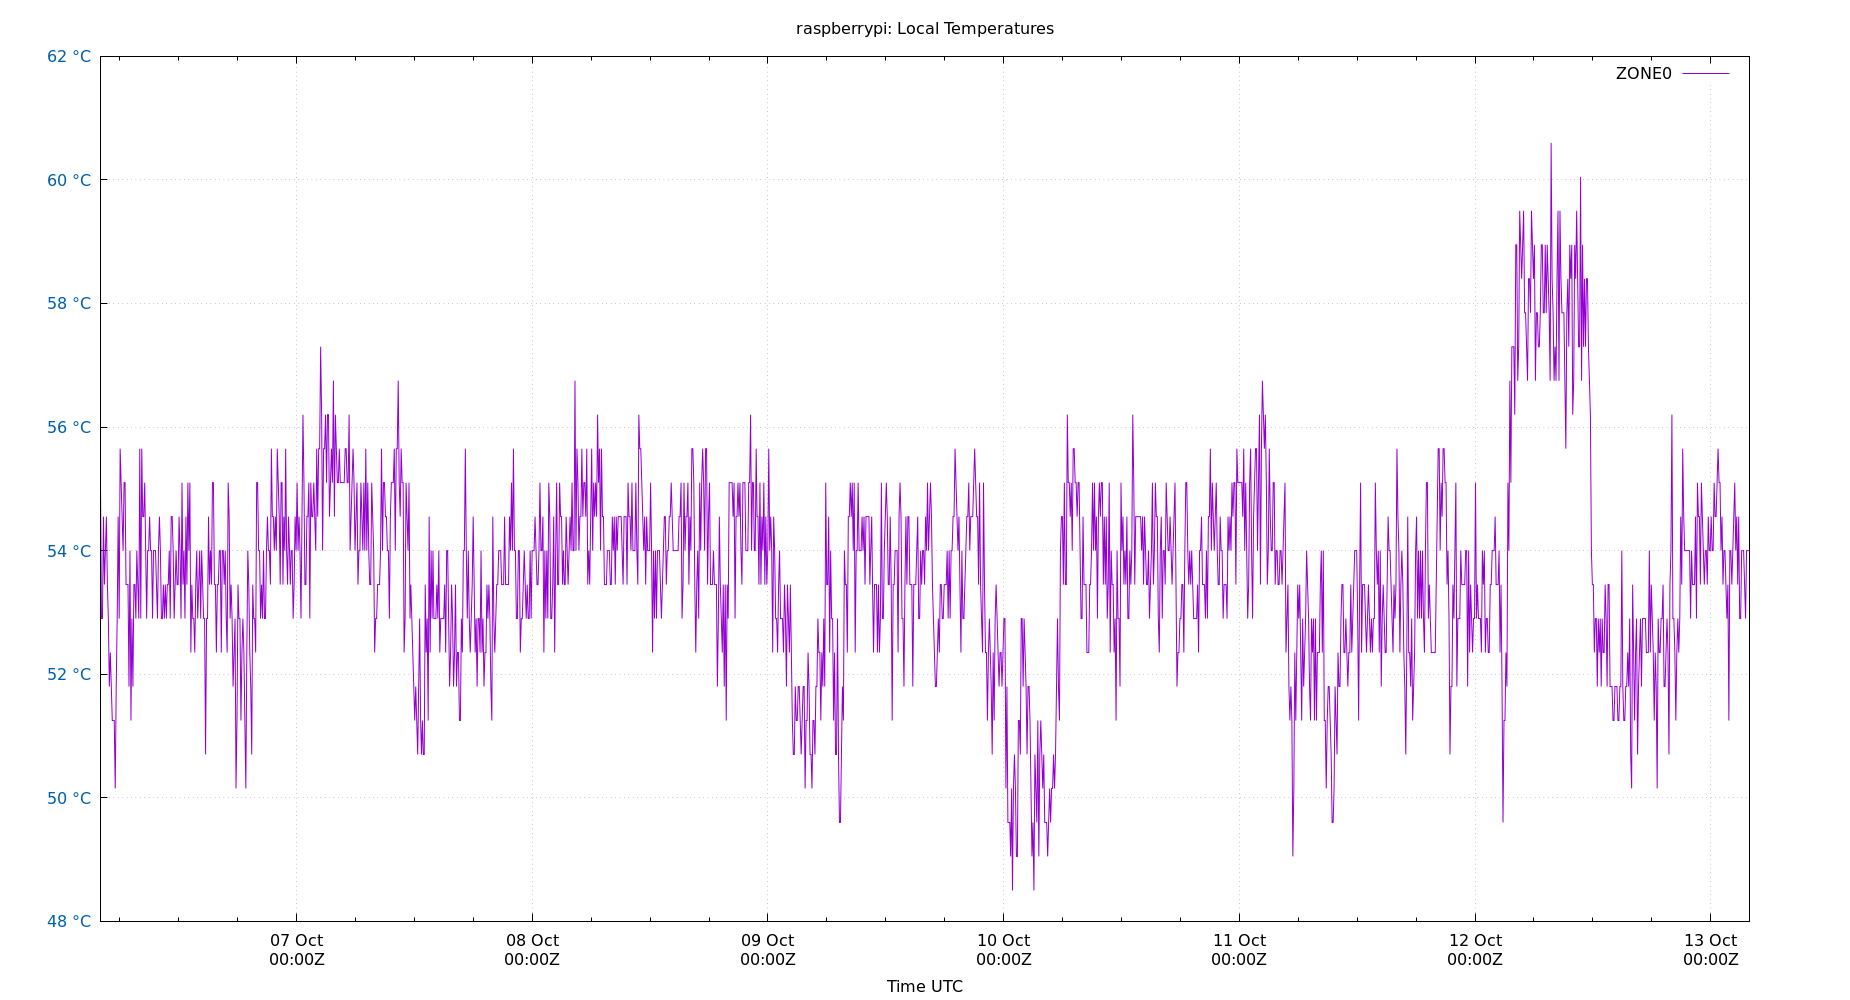 raspberrypi: Local Temperatures
ZONE0
62 °C
60 °C
58 °C
56 °C
54 °C
52 °C
50 °C
48 °C
07 Oct 08 Oct 09 Oct 10 Oct 11 Oct 12 Oct 13 Oct
00:00Z 00:00Z 00:00Z 00:00Z 00:00Z 00:00Z 00:00Z
Time UTC